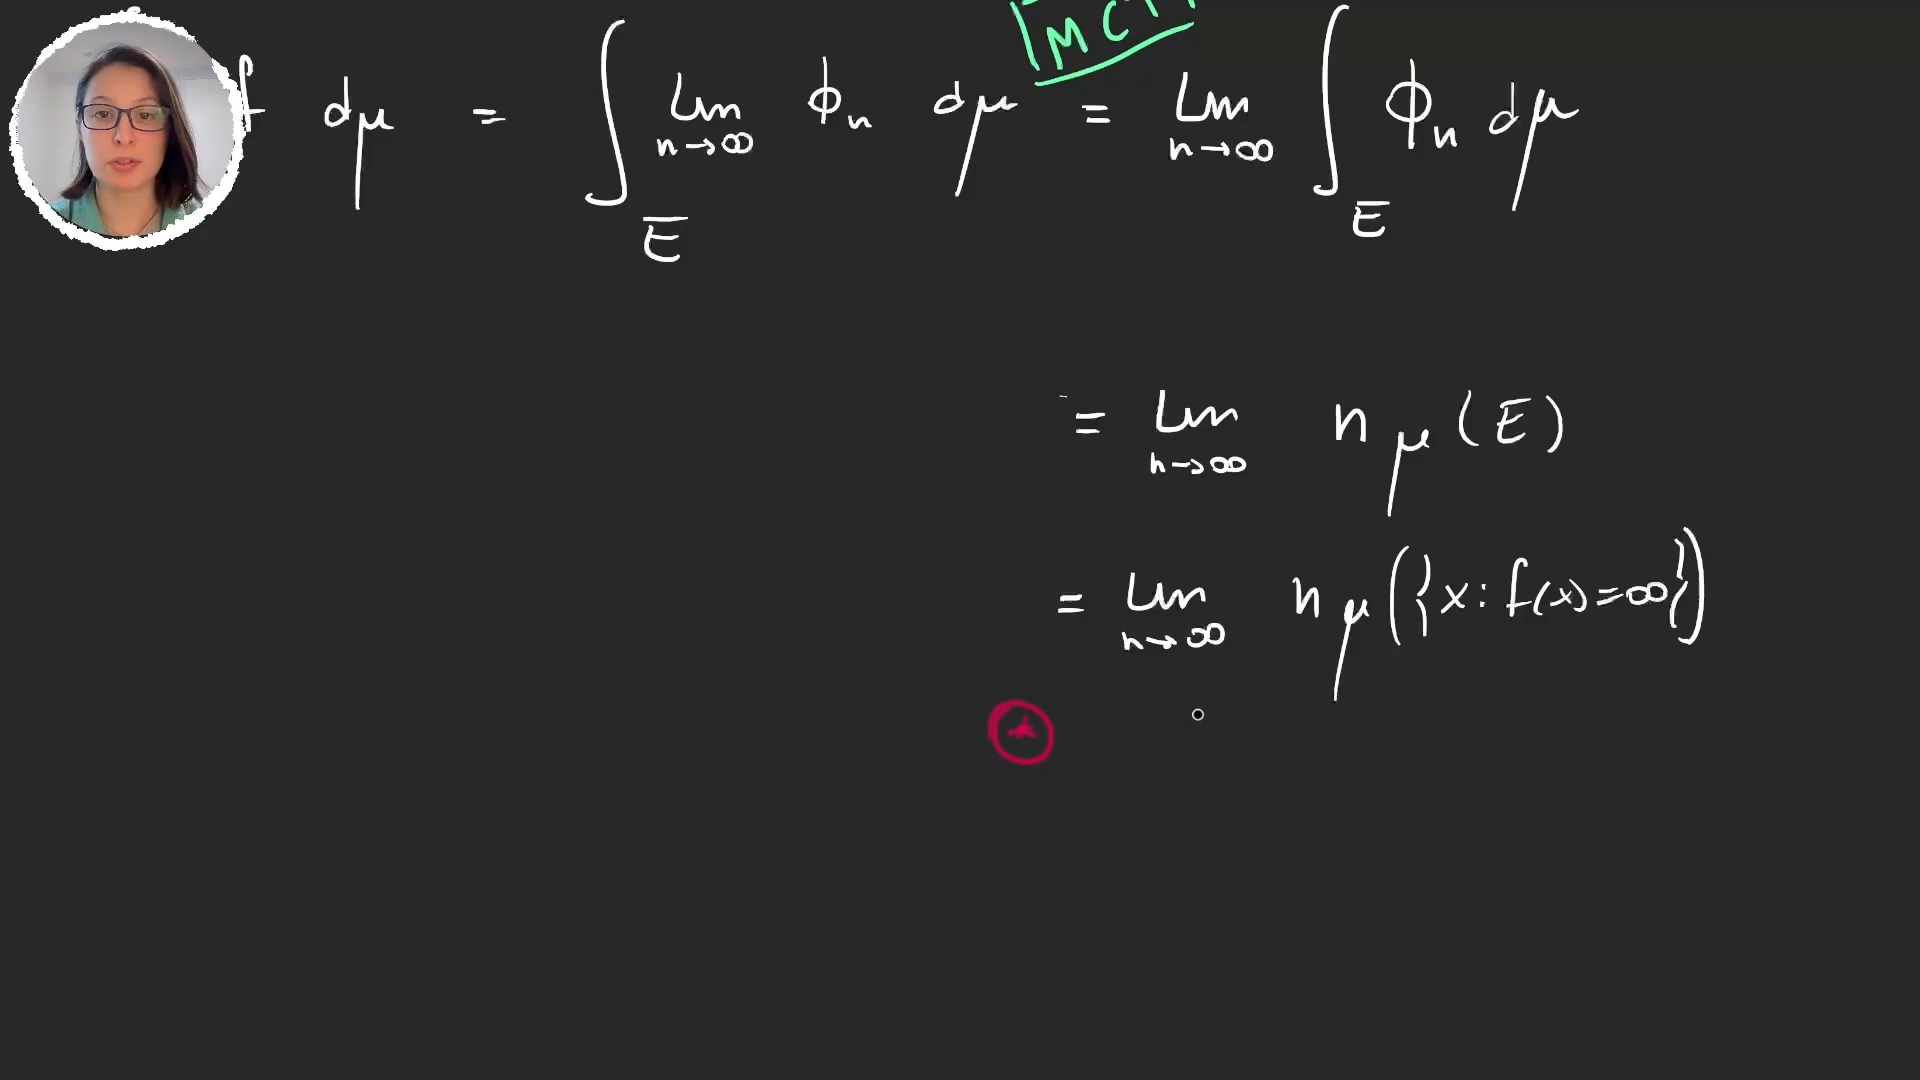 MCT
f dμ = ∫_E lim_{n→∞} ϕ_n dμ = lim_{n→∞} ∫_E ϕ_n dμ
= lim_{n→∞} n μ(E)
= lim_{n→∞} n μ({x : f(x) = ∞})
*